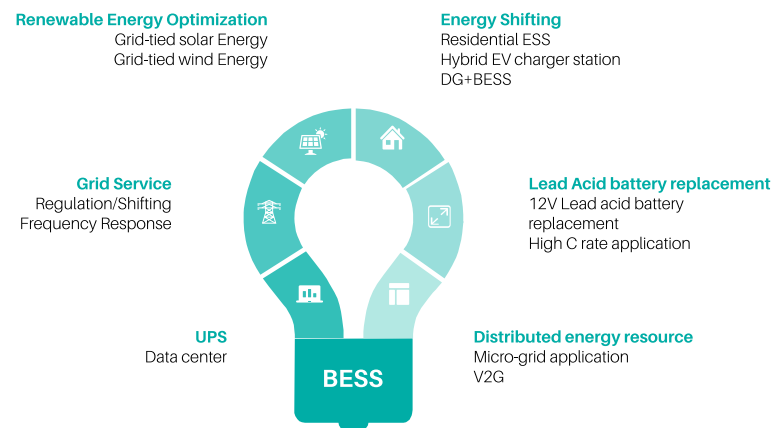 Renewable Energy Optimization
Grid-tied solar Energy
Grid-tied wind Energy
Energy Shifting
Residential ESS
Hybrid EV charger station
DG+BESS
Grid Service
Regulation/Shifting
Frequency Response
Lead Acid battery replacement
12V Lead acid battery
replacement
High C rate application
UPS
Data center
Distributed energy resource
Micro-grid application
V2G
BESS